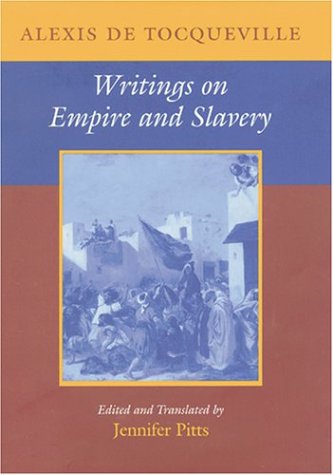 ALEXIS DE TOCQUEVILLE
Writings on
Empire and Slavery
Edited and Translated by
Jennifer Pitts